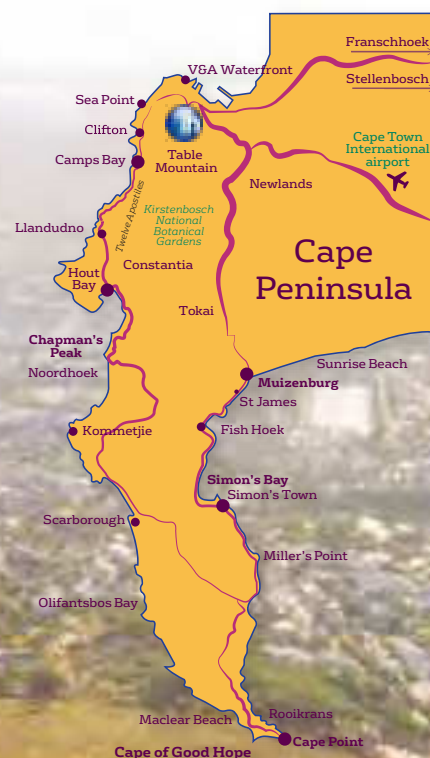 Franschhoek
V&A Waterfront
Stellenbosch
Sea Point
Clifton
Cape Town
International
airport
Camps Bay
Table
Mountain
Newlands
Twelve Apostles
Kirstenbosch
National
Botanical
Gardens
Llandudno
Cape
Peninsula
Constantia
Hout
Bay
Tokai
Chapman's
Peak
Sunrise Beach
Noordhoek
Muizenburg
St James
Kommetjie
Fish Hoek
Simon's Bay
Simon's Town
Scarborough
Miller's Point
Olifantsbos Bay
Maclear Beach
Rooikrans
Cape Point
Cape of Good Hope